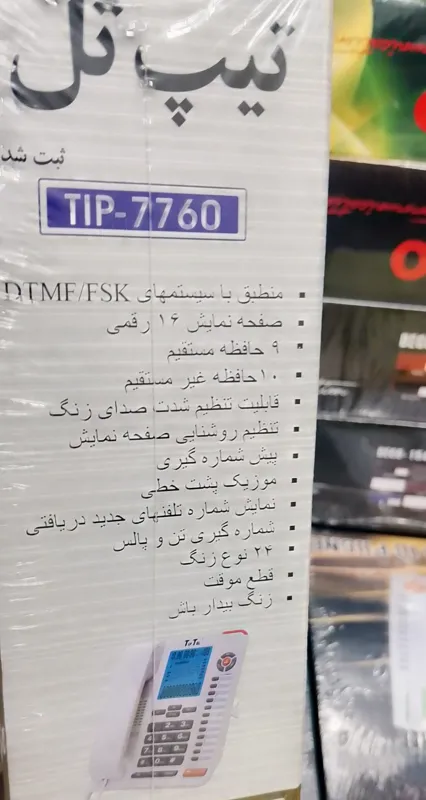 تیپ تل
ثبت شد
TIP-7760
منطبق با سیستمهای DTMF/FSK
صفحه نمایش ۱۶ رقمی
۹ حافظه مستقیم
۱۰حافظه غیر مستقیم
قابلیت تنظیم شدت صدای زنگ
تنظیم روشنایی صفحه نمایش
پیش شماره گیری
موزیک پشت خطی
نمایش شماره تلفنهای جدید دریافتی
شماره گیری تن و پالس
۲۴ نوع زنگ
قطع موقت
زنگ بیدار باش
TipTel